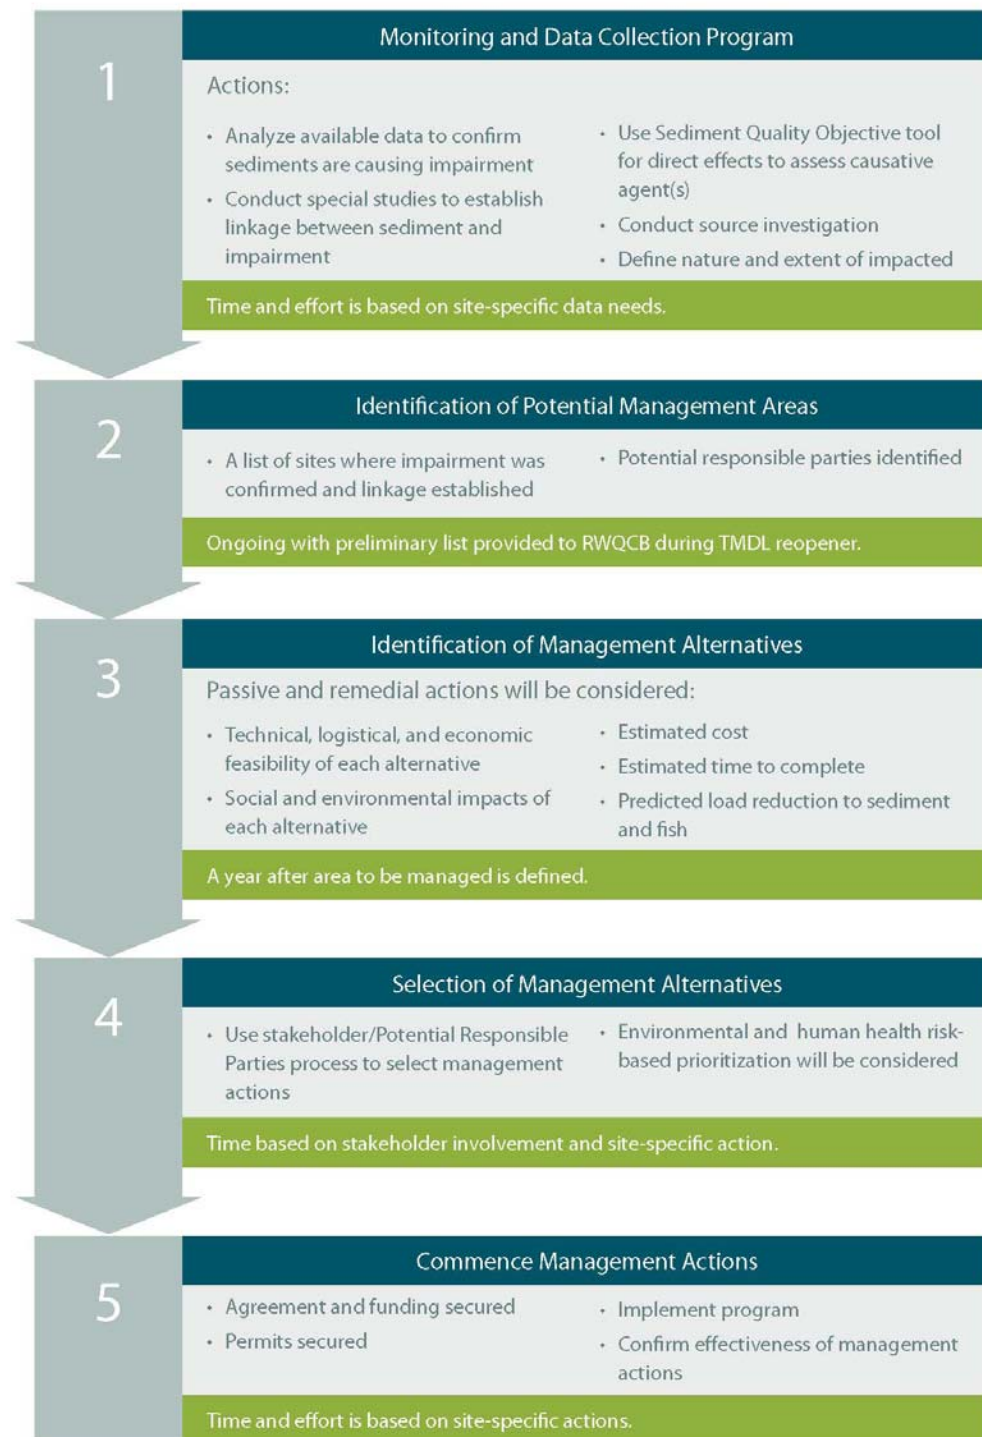 1
Monitoring and Data Collection Program
Actions:
• Analyze available data to confirm
sediments are causing impairment
• Conduct special studies to establish
linkage between sediment and
impairment
• Use Sediment Quality Objective tool
for direct effects to assess causative
agent(s)
• Conduct source investigation
• Define nature and extent of impacted
Time and effort is based on site-specific data needs.
2
Identification of Potential Management Areas
• A list of sites where impairment was
confirmed and linkage established
• Potential responsible parties identified
Ongoing with preliminary list provided to RWQCB during TMDL reopener.
3
Identification of Management Alternatives
Passive and remedial actions will be considered:
• Technical, logistical, and economic
feasibility of each alternative
• Social and environmental impacts of
each alternative
• Estimated cost
• Estimated time to complete
• Predicted load reduction to sediment
and fish
A year after area to be managed is defined.
4
Selection of Management Alternatives
• Use stakeholder/Potential Responsible
Parties process to select management
actions
• Environmental and human health risk-
based prioritization will be considered
Time based on stakeholder involvement and site-specific action.
5
Commence Management Actions
• Agreement and funding secured
• Permits secured
• Implement program
• Confirm effectiveness of management
actions
Time and effort is based on site-specific actions.